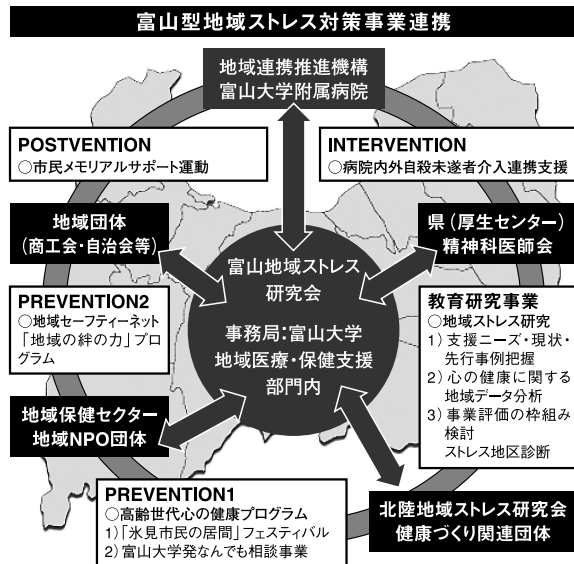 富山型地域ストレス対策事業連携
地域連携推進機構
富山大学附属病院
POSTVENTION
○市民メモリアルサポート運動
INTERVENTION
○病院内外自殺未遂者介入連携支援
地域団体
(商工会・自治会等)
県(厚生センター)
精神科医師会
富山地域ストレス
研究会
事務局:富山大学
地域医療・保健支援
部門内
PREVENTION2
○地域セーフティーネット
「地域の絆の力」プロ
グラム
教育研究事業
○地域ストレス研究
1)支援ニーズ・現状・
先行事例把握
2)心の健康に関する
地域データ分析
3)事業評価の枠組み
検討
ストレス地区診断
地域保健セクター
地域NPO団体
PREVENTION1
○高齢世代心の健康プログラム
1)「氷見市民の居間」フェスティバル
2)富山大学発なんでも相談事業
北陸地域ストレス研究会
健康づくり関連団体